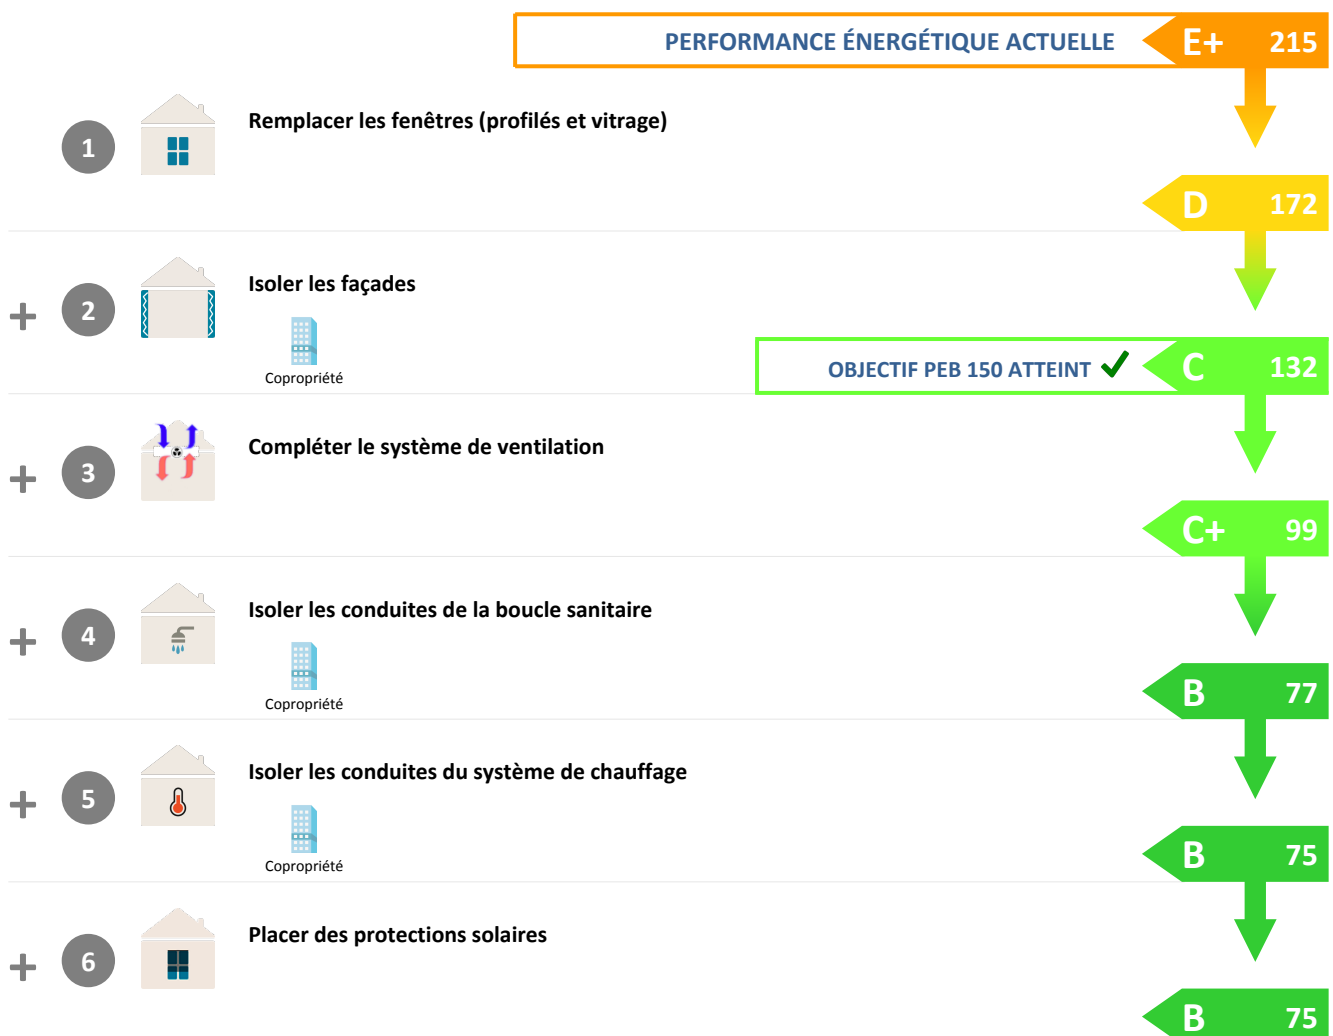 PERFORMANCE ÉNERGÉTIQUE ACTUELLE E+ 215
1 Remplacer les fenêtres (profilés et vitrage)
D 172
+ 2 Isoler les façades
Copropriété
OBJECTIF PEB 150 ATTEINT ✓ C 132
+ 3 Compléter le système de ventilation
C+ 99
+ 4 Isoler les conduites de la boucle sanitaire
Copropriété
B 77
+ 5 Isoler les conduites du système de chauffage
Copropriété
B 75
+ 6 Placer des protections solaires
B 75